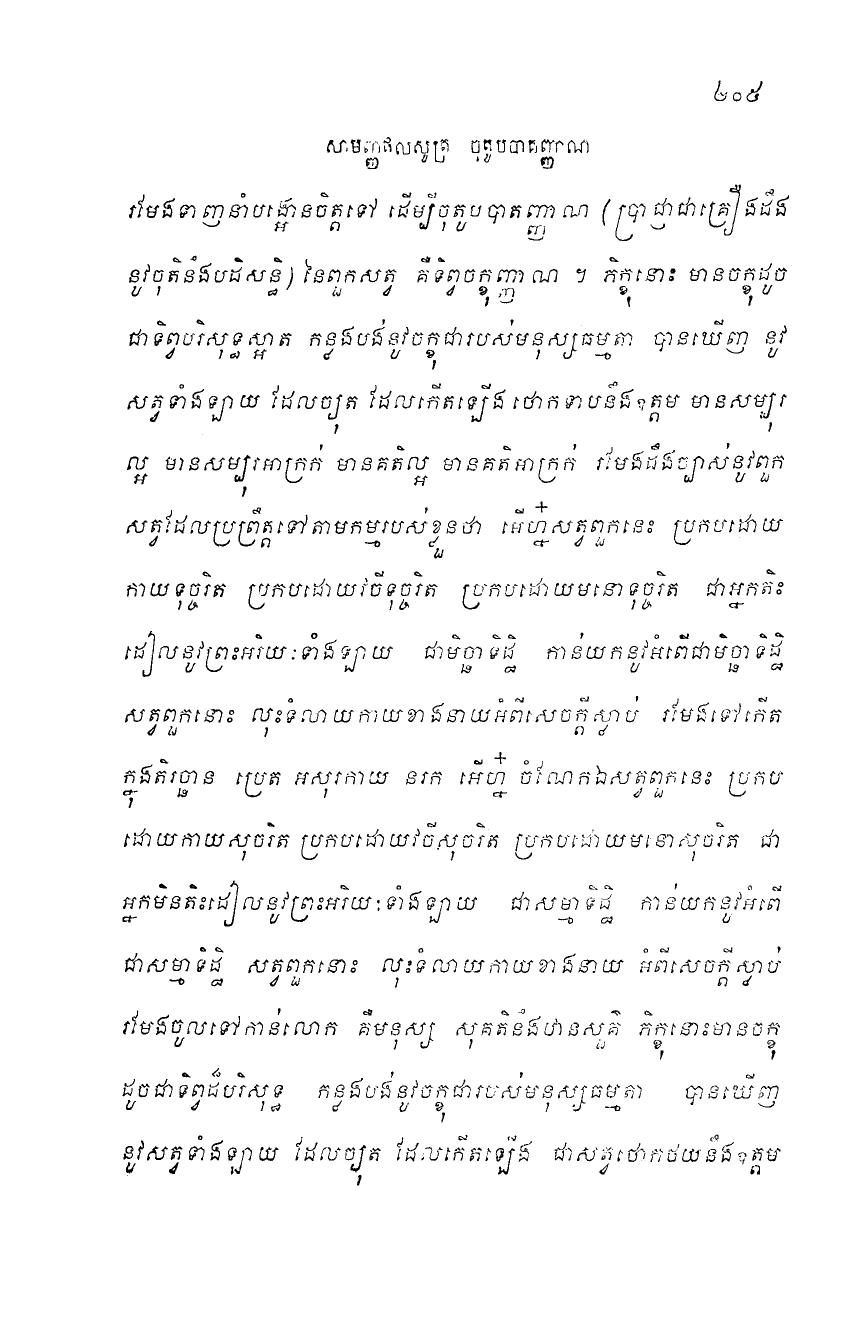 ២០៥
សាមញ្ញផលសូត្រ ចុតូបបាតញ្ញាណ
រមែងទាញនាំបង្អោនចិត្តទៅ ដើម្បីចុតូបបាតញ្ញាណ (ប្រាជ្ញាជាគ្រឿងដឹង
នូវចុតិនឹងបដិសន្ធិ) នៃពួកសត្វ គឺទិព្វចក្ខុញ្ញាណ ។ ភិក្ខុនោះ មានចក្ខុដូច
ជាទិព្វបរិសុទ្ធស្អាត កន្លងបង់នូវចក្ខុជារបស់មនុស្សធម្មតា បានឃើញ នូវ
សត្វទាំងឡាយ ដែលច្យុត ដែលកើតឡើង ថោកទាបនឹងឧត្តម មានសម្បុរ
ល្អ មានសម្បុរអាក្រក់ មានគតិល្អ មានគតិអាក្រក់ រមែងដឹងច្បាស់នូវពួក
សត្វដែលប្រព្រឹត្តទៅតាមកម្មរបស់ខ្លួនថា អើហ្ន៎សត្វពួកនេះ ប្រកបដោយ
កាយទុច្ចរិត ប្រកបដោយវចីទុច្ចរិត ប្រកបដោយមនោទុច្ចរិត ជាអ្នកតិះ
ដៀលនូវព្រះអរិយៈទាំងឡាយ ជាមិច្ឆាទិដ្ឋិ កាន់យកនូវអំពើជាមិច្ឆាទិដ្ឋិ
សត្វពួកនោះ លុះទំលាយកាយខាងនាយអំពីសេចក្តីស្លាប់ រមែងទៅកើត
ក្នុងតិរច្ឆាន ប្រេត អសុរកាយ នរក អើហ្ន៎ ចំណែកឯសត្វពួកនេះ ប្រកប
ដោយកាយសុចរិត ប្រកបដោយវចីសុចរិត ប្រកបដោយមនោសុចរិត ជា
អ្នកមិនតិះដៀលនូវព្រះអរិយៈទាំងឡាយ ជាសម្មាទិដ្ឋិ កាន់យកនូវអំពើ
ជាសម្មាទិដ្ឋិ សត្វពួកនោះ លុះទំលាយកាយខាងនាយ អំពីសេចក្តីស្លាប់
រមែងចូលទៅកាន់លោក គឺមនុស្ស សុគតិនឹងឋានសួគ៌ ភិក្ខុនោះមានចក្ខុ
ដូចជាទិព្វដ៏បរិសុទ្ធ កន្លងបង់នូវចក្ខុជារបស់មនុស្សធម្មតា បានឃើញ
នូវសត្វទាំងឡាយ ដែលច្យុត ដែលកើតឡើង ជាសត្វថោកថយនឹងឧត្តម